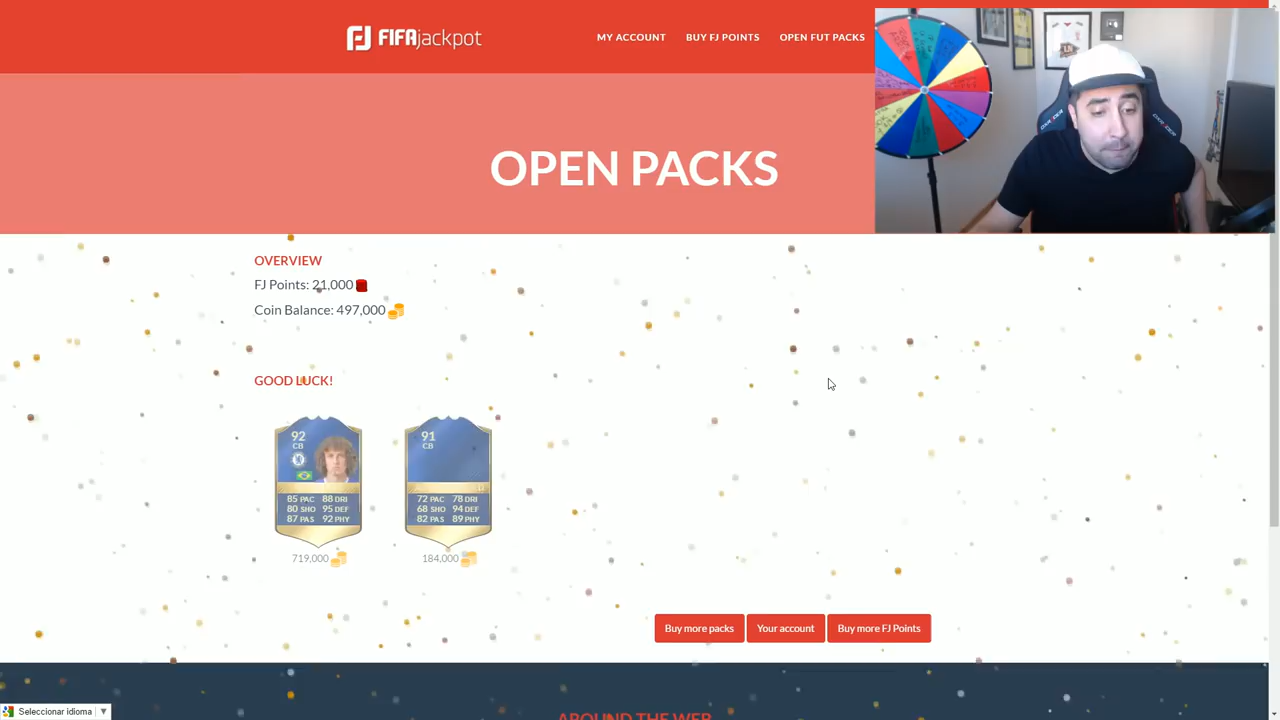 FIFAjackpot
MY ACCOUNT
BUY FJ POINTS
OPEN FUT PACKS
OPEN PACKS
OVERVIEW
FJ Points: 21,000
Coin Balance: 497,000
GOOD LUCK!
92
CB
85 PAC 88 DRI
80 SHO 95 DEF
87 PAS 92 PHY
719,000
91
CB
72 PAC 78 DRI
68 SHO 94 DEF
82 PAS 89 PHY
184,000
Buy more packs
Your account
Buy more FJ Points
AROUND THE WEB
Seleccionar idioma